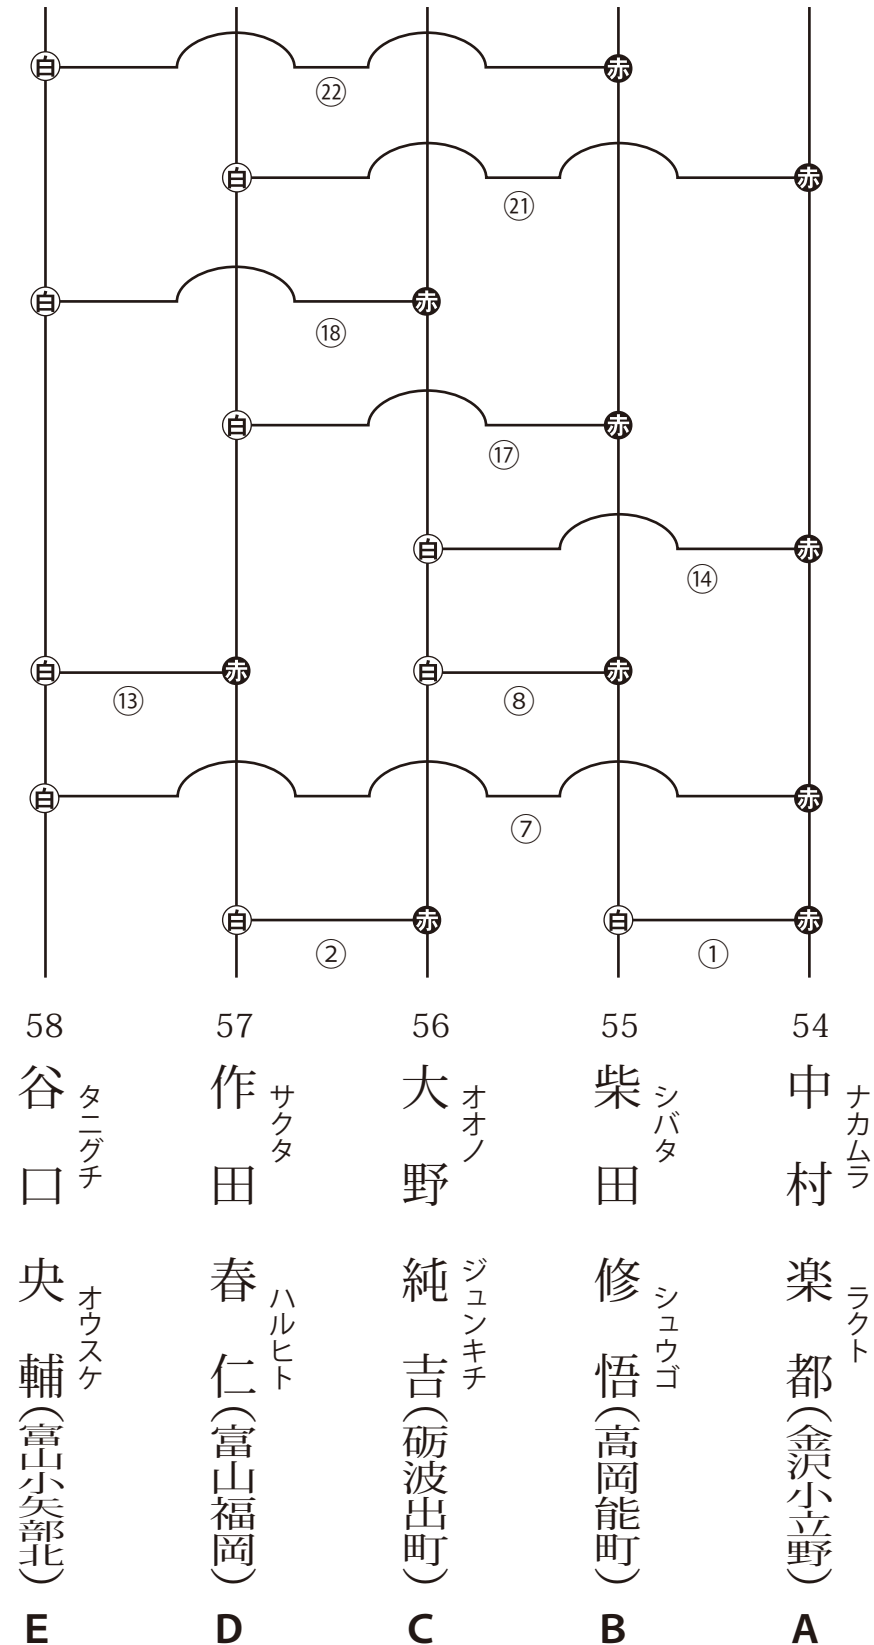 白 赤
㉒
白 赤
㉑
白 赤
⑱
白 赤
⑰
白 赤
⑭
白 赤 白 赤
⑬ ⑧
白 赤
⑦
白 赤 白 赤
② ①
54
中村 楽都(金沢小立野)
ナカムラ ラクト
A
55
柴田 修悟(高岡能町)
シバタ シュウゴ
B
56
大野 純吉(砺波出町)
オオノ ジュンキチ
C
57
作田 春仁(富山福岡)
サクタ ハルヒト
D
58
谷口 央輔(富山小矢部北)
タニグチ オウスケ
E